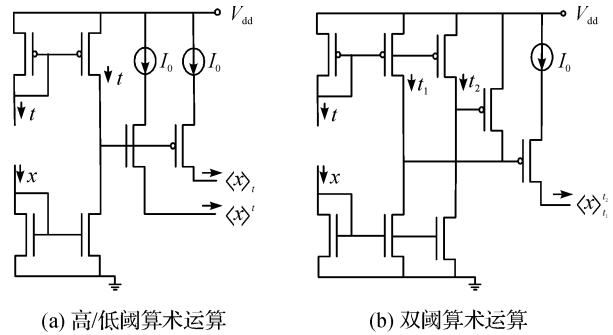 V_dd
I_0
I_0
t
t
x
⟨x⟩_t
⟨x⟩^t
(a) 高/低阈算术运算
V_dd
I_0
t_1
t_2
t
x
⟨x⟩_{t_1}^{t_2}
(b) 双阈算术运算